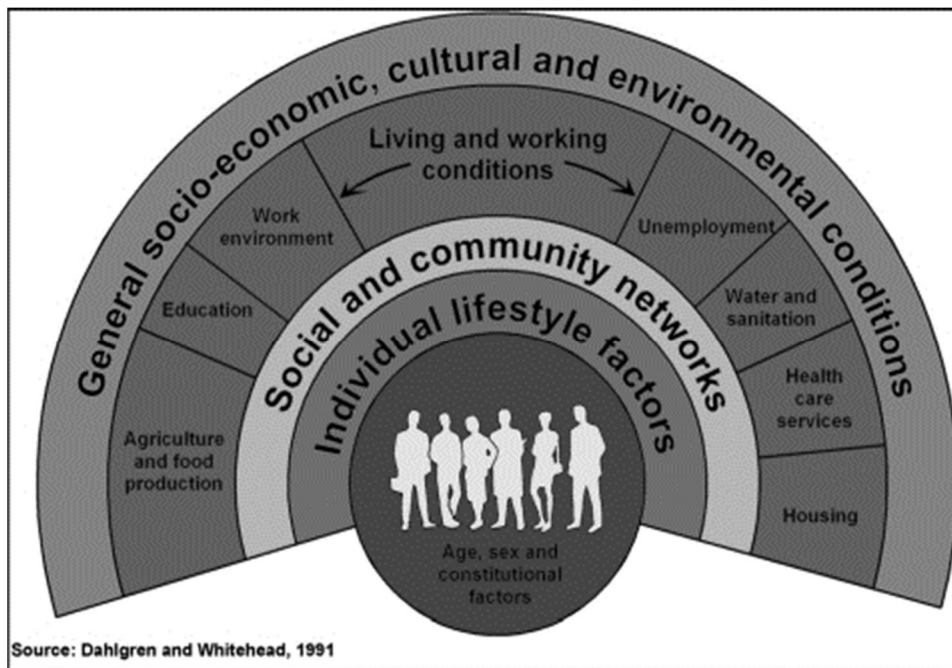 General socio-economic, cultural and environmental conditions
Living and working
conditions
Work
environment
Unemployment
Education
Water and
sanitation
Agriculture
and food
production
Health
care
services
Housing
Social and community networks
Individual lifestyle factors
Age, sex and
constitutional
factors
Source: Dahlgren and Whitehead, 1991